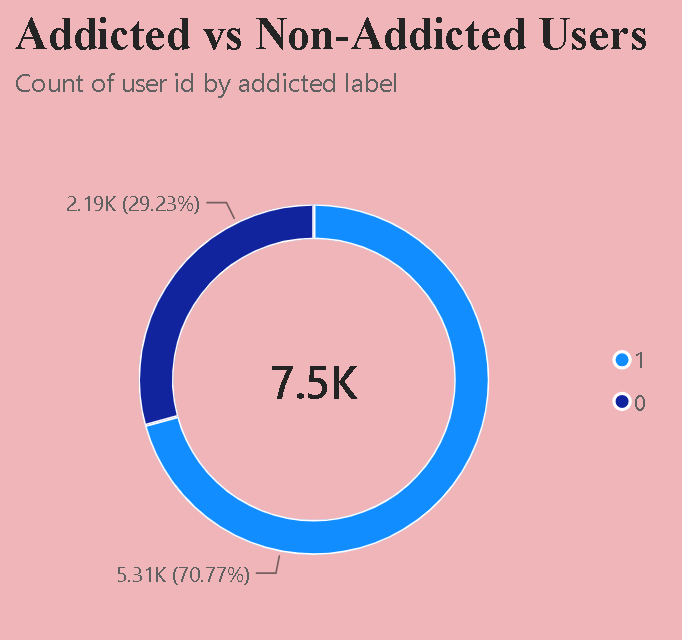 Addicted vs Non-Addicted Users
Count of user id by addicted label
2.19K (29.23%)
7.5K
1
0
5.31K (70.77%)